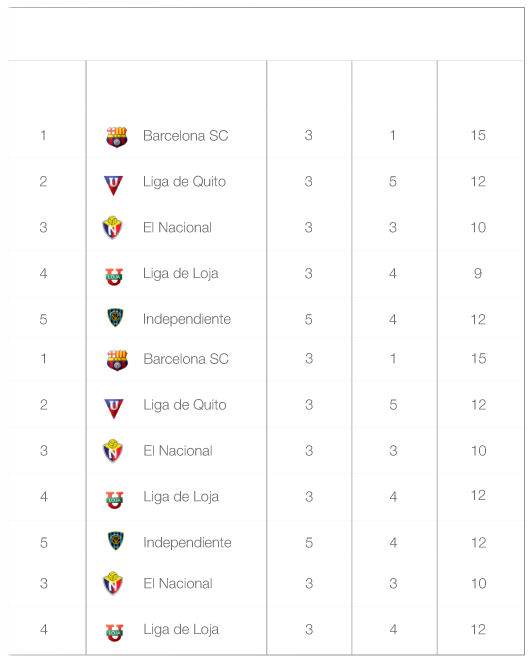 1 Barcelona SC 3 1 15
2 Liga de Quito 3 5 12
3 El Nacional 3 3 10
4 Liga de Loja 3 4 9
5 Independiente 5 4 12
1 Barcelona SC 3 1 15
2 Liga de Quito 3 5 12
3 El Nacional 3 3 10
4 Liga de Loja 3 4 12
5 Independiente 5 4 12
3 El Nacional 3 3 10
4 Liga de Loja 3 4 12